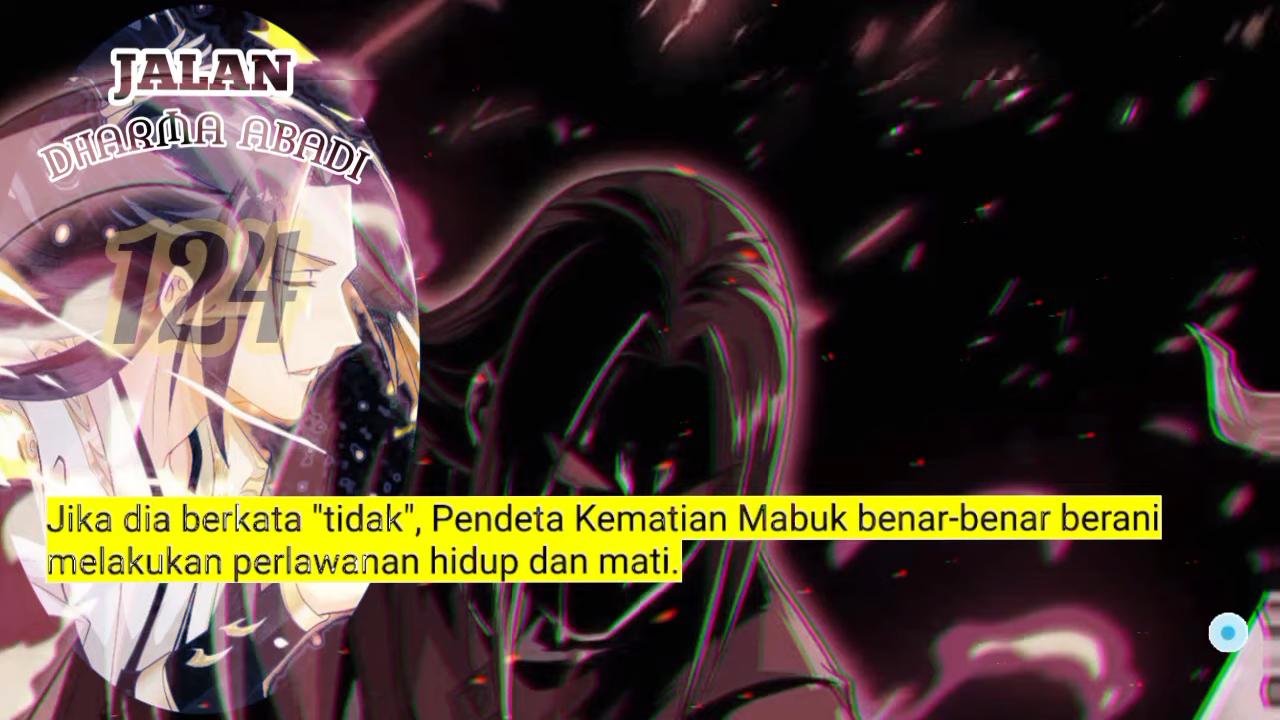 JALAN
DHARMA ABADI
124
Jika dia berkata "tidak", Pendeta Kematian Mabuk benar-benar berani
melakukan perlawanan hidup dan mati.